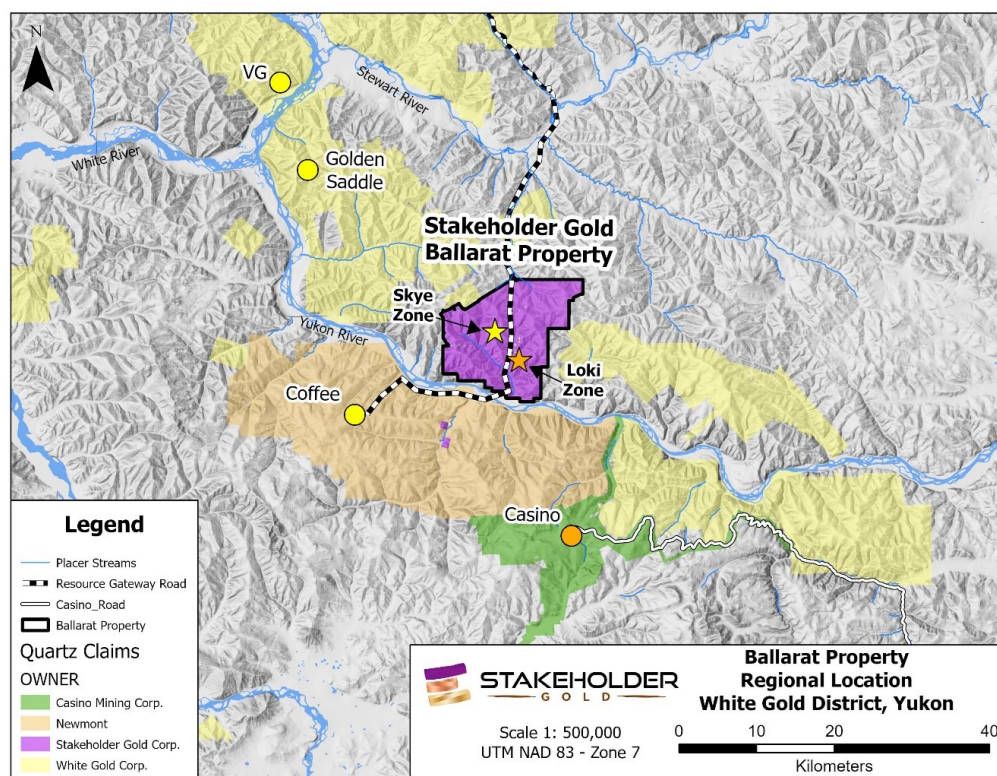 N
VG
Stewart River
White River
Golden
Saddle
Stakeholder Gold
Ballarat Property
Skye
Zone
Yukon River
Loki
Zone
Coffee
Casino
Legend
Placer Streams
Resource Gateway Road
Casino_Road
Ballarat Property
Quartz Claims
OWNER
Casino Mining Corp.
Newmont
Stakeholder Gold Corp.
White Gold Corp.
STAKEHOLDER
GOLD
Scale 1: 500,000
UTM NAD 83 - Zone 7
Ballarat Property
Regional Location
White Gold District, Yukon
0 10 20 40
Kilometers